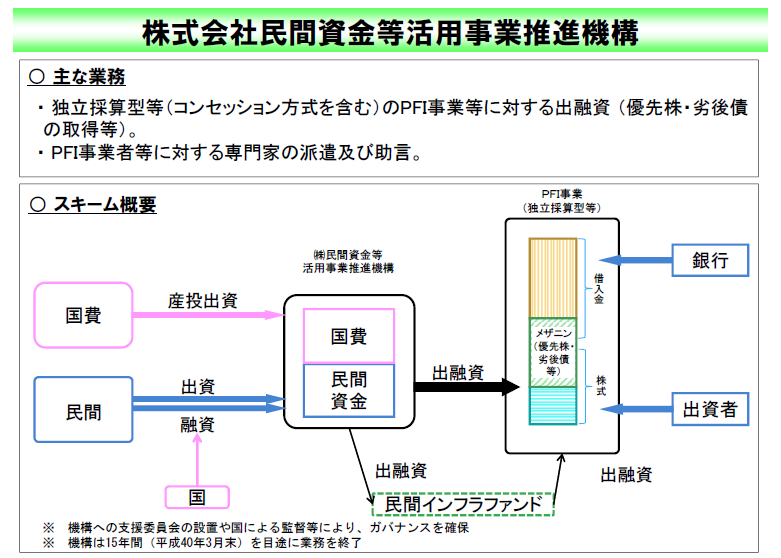 株式会社民間資金等活用事業推進機構
○ 主な業務
・ 独立採算型等(コンセッション方式を含む)のPFI事業等に対する出融資 (優先株・劣後債
の取得等)。
・ PFI事業者等に対する専門家の派遣及び助言。
○ スキーム概要
PFI事業
(独立採算型等)
㈱民間資金等
活用事業推進機構
国費
産投出資
国費
民間
資金
民間
出資
融資
国
出融資
メザニン
(優先株・
劣後債
等)
借入金
株式
銀行
出資者
出融資
民間インフラファンド
出融資
※ 機構への支援委員会の設置や国による監督等により、ガバナンスを確保
※ 機構は15年間(平成40年3月末)を目途に業務を終了